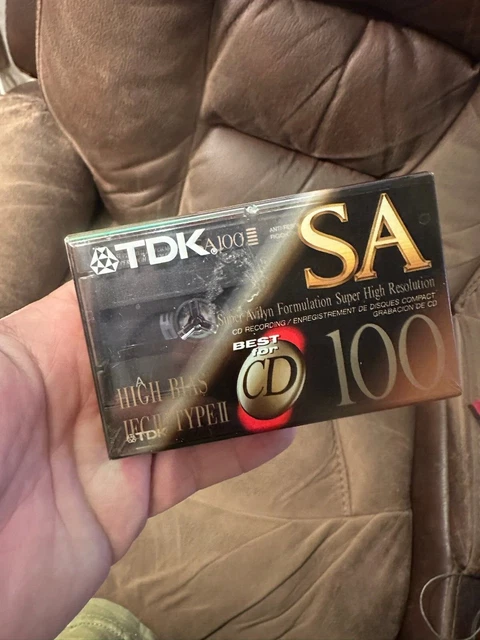 TDK A100
SA
Super Avilyn Formulation Super High Resolution
CD RECORDING / ENREGISTREMENT DE DISQUES COMPACT
GRABACION DE CD
BEST
for
CD
100
A
HIGH BIAS
IEC II • TYPE II
TDK